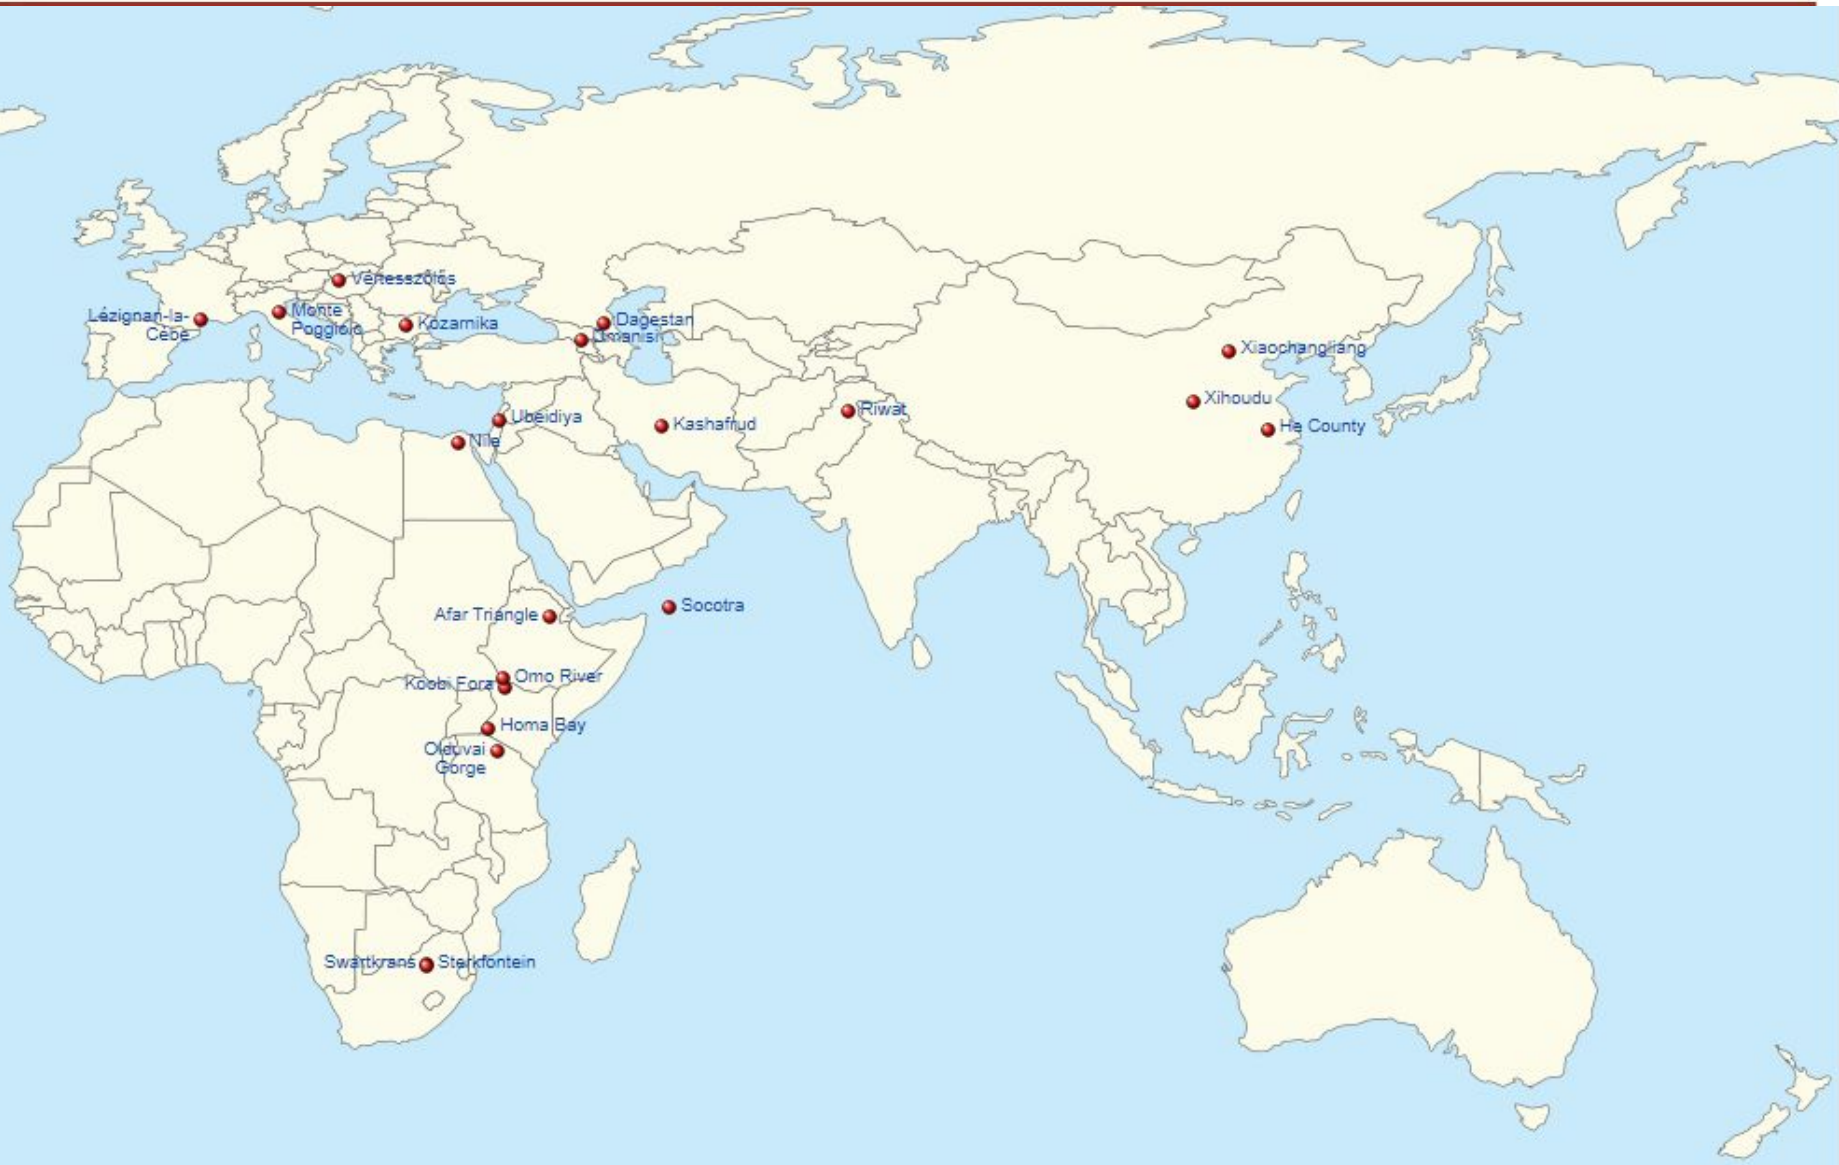 Vértesszőlős
Lézignan-la-
Cèbe
Monte
Poggiolo
Kozarnika
Dagestan
Dmanisi
Xiaochangliang
Xihoudu
He County
Riwat
Kashafrud
Ubeidiya
Nile
Socotra
Afar Triangle
Omo River
Koobi Fora
Homa Bay
Olduvai
Gorge
Swartkrans
Sterkfontein